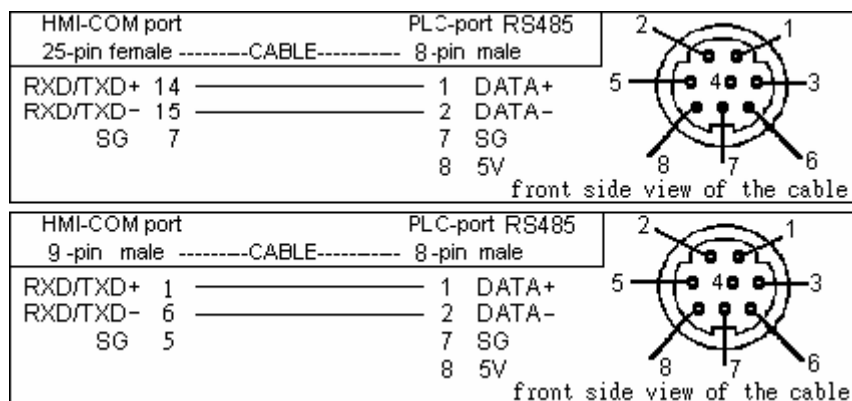 HMI-COM port PLC-port RS485
25-pin female ---------CABLE----------- 8-pin male
RXD/TXD+ 14 1 DATA+
RXD/TXD- 15 2 DATA-
SG 7 7 SG
8 5V
2 1
5 4 3
8 7 6
front side view of the cable
HMI-COM port PLC-port RS485
9-pin male ---------CABLE----------- 8-pin male
RXD/TXD+ 1 1 DATA+
RXD/TXD- 6 2 DATA-
SG 5 7 SG
8 5V
2 1
5 4 3
8 7 6
front side view of the cable